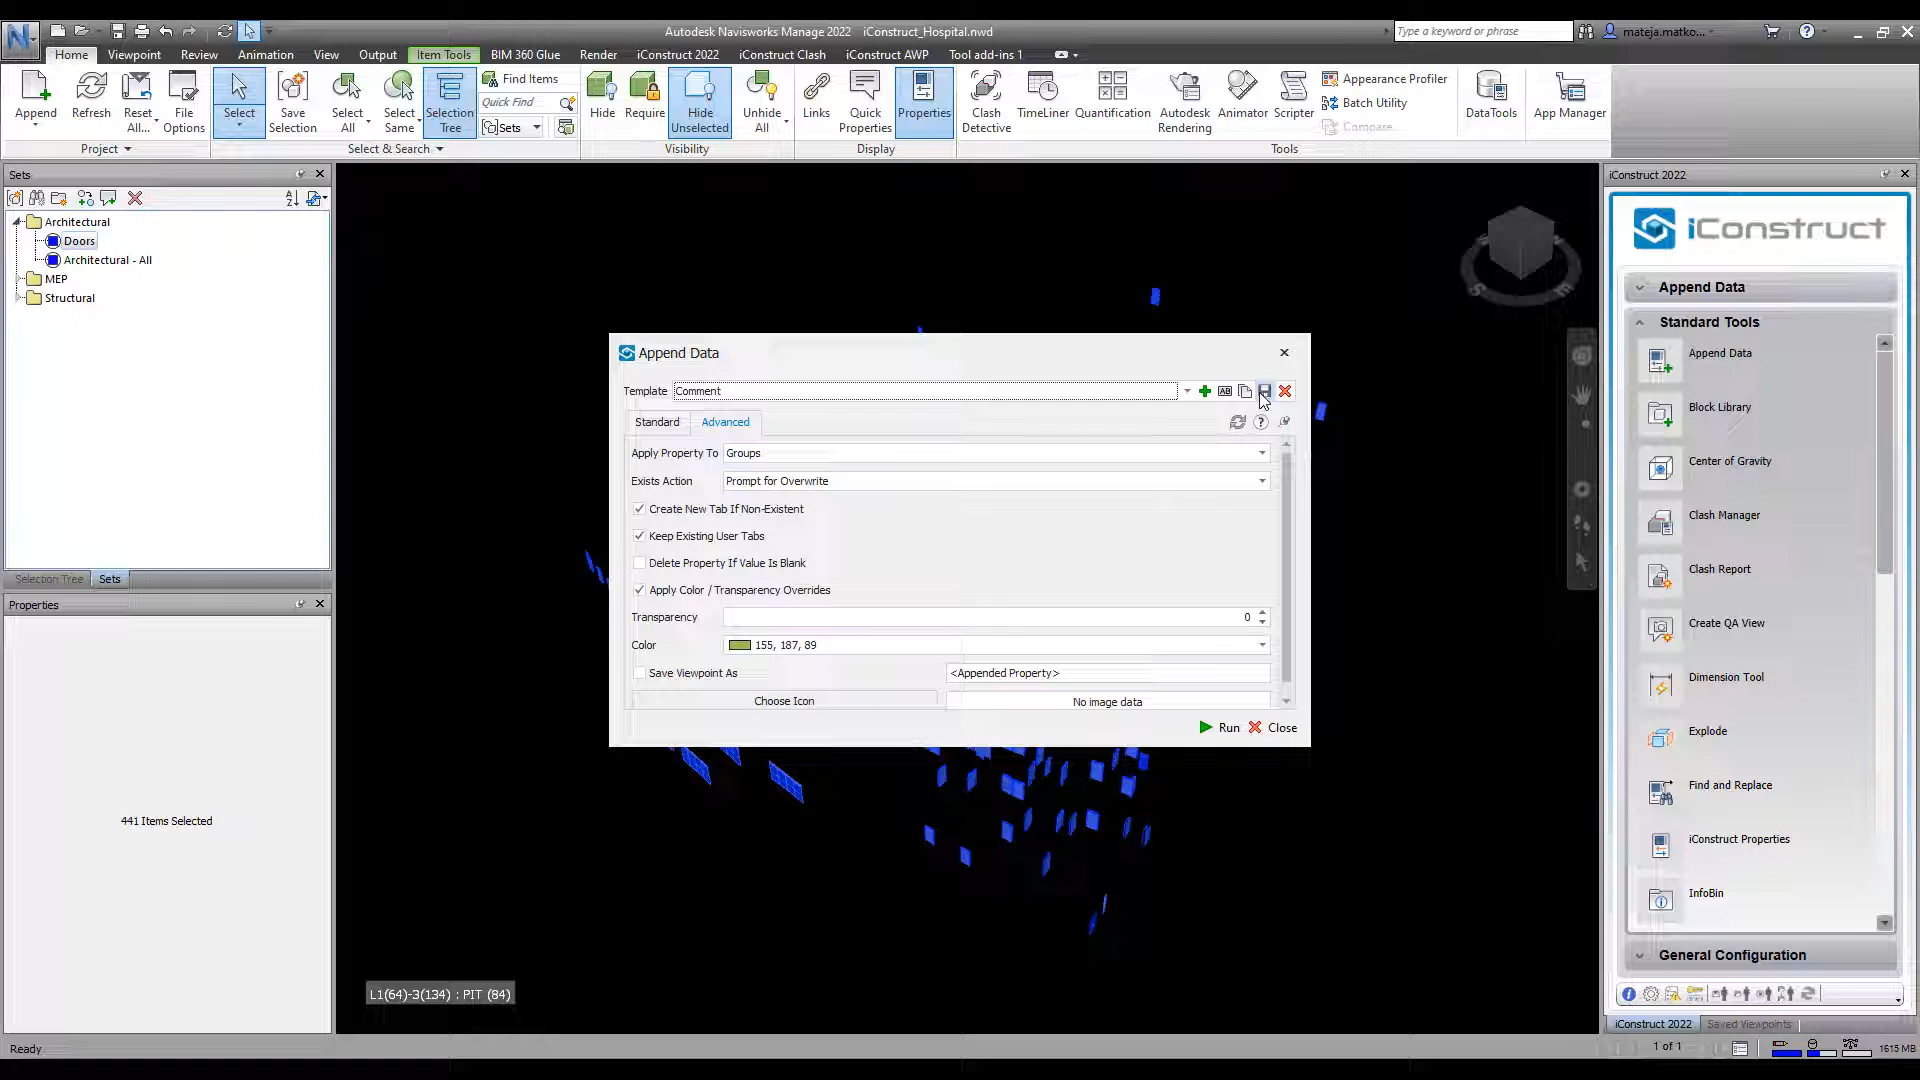 Autodesk Navisworks Manage 2022 iConstruct_Hospital.nwd
Type a keyword or phrase
mateja.matko...
Home Viewpoint Review Animation View Output Item Tools BIM 360 Glue Render iConstruct 2022 iConstruct Clash iConstruct AWP Tool add-ins 1
Append
Refresh
Reset All...
File Options
Select
Save Selection
Select All
Select Same
Selection Tree
Find Items
Quick Find
Sets
Hide
Require
Hide Unselected
Unhide All
Links
Quick Properties
Properties
Clash Detective
TimeLiner
Quantification
Autodesk Rendering
Animator
Scripter
Appearance Profiler
Batch Utility
Compare
DataTools
App Manager
Project
Select & Search
Visibility
Display
Tools
Sets
Architectural
Doors
Architectural - All
MEP
Structural
Selection Tree Sets
Properties
441 Items Selected
Append Data
Template Comment
AB
Standard Advanced
Apply Property To Groups
Exists Action Prompt for Overwrite
Create New Tab If Non-Existent
Keep Existing User Tabs
Delete Property If Value Is Blank
Apply Color / Transparency Overrides
Transparency 0
Color 155, 187, 89
Save Viewpoint As <Appended Property>
Choose Icon No image data
Run Close
L1(64)-3(134) : PIT (84)
iConstruct 2022
iConstruct
Append Data
Standard Tools
Append Data
Block Library
Center of Gravity
Clash Manager
Clash Report
Create QA View
Dimension Tool
Explode
Find and Replace
iConstruct Properties
InfoBin
General Configuration
iConstruct 2022 Saved Viewpoints
Ready
1 of 1
1615 MB